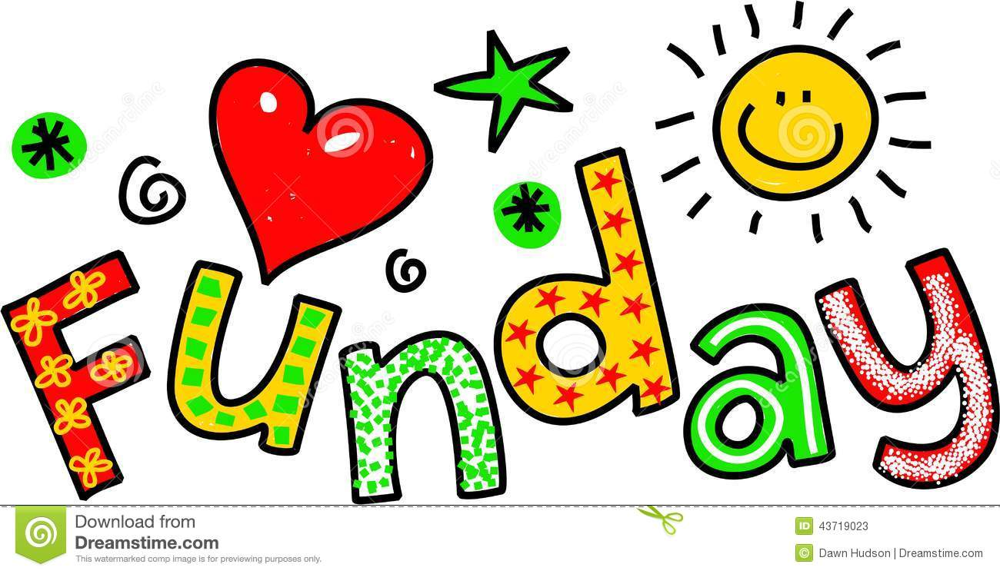 Funday
Download from
Dreamstime.com
This watermarked comp image is for previewing purposes only.
ID 43719023
© Dawn Hudson | Dreamstime.com